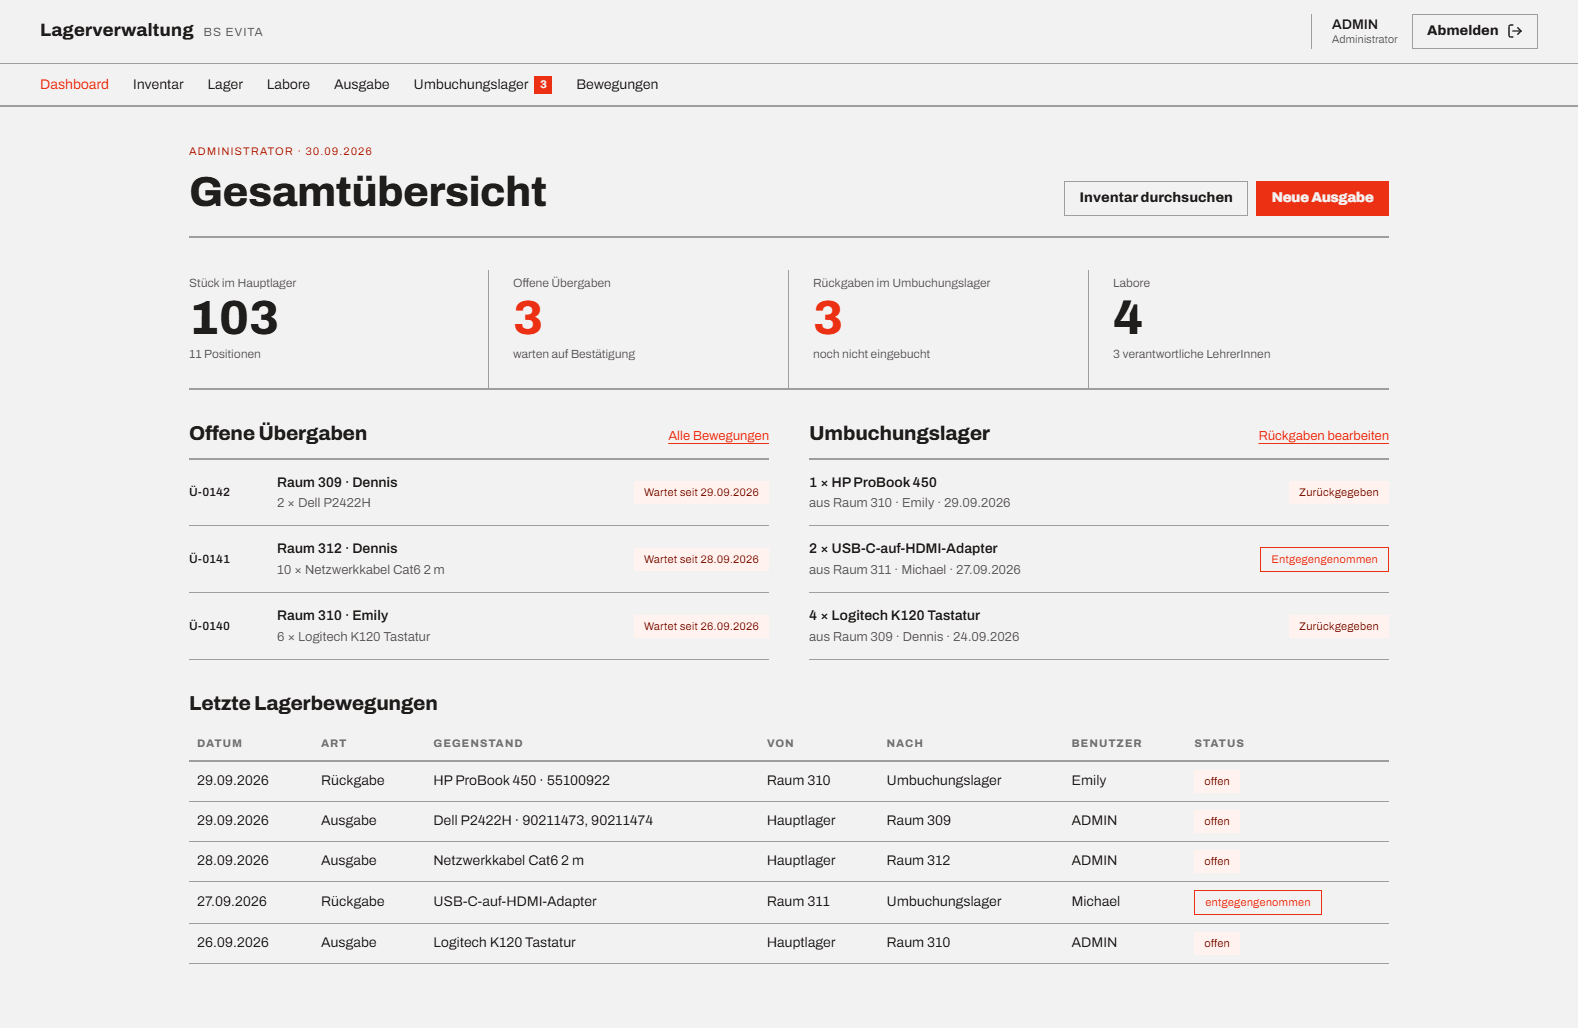 Lagerverwaltung BS EVITA
ADMIN
Administrator
Abmelden
Dashboard Inventar Lager Labore Ausgabe Umbuchungslager 3 Bewegungen
ADMINISTRATOR · 30.09.2026
Gesamtübersicht
Inventar durchsuchen
Neue Ausgabe
Stück im Hauptlager
103
11 Positionen
Offene Übergaben
3
warten auf Bestätigung
Rückgaben im Umbuchungslager
3
noch nicht eingebucht
Labore
4
3 verantwortliche LehrerInnen
Offene Übergaben
Alle Bewegungen
Ü-0142
Raum 309 · Dennis
2 × Dell P2422H
Wartet seit 29.09.2026
Ü-0141
Raum 312 · Dennis
10 × Netzwerkkabel Cat6 2 m
Wartet seit 28.09.2026
Ü-0140
Raum 310 · Emily
6 × Logitech K120 Tastatur
Wartet seit 26.09.2026
Umbuchungslager
Rückgaben bearbeiten
1 × HP ProBook 450
aus Raum 310 · Emily · 29.09.2026
Zurückgegeben
2 × USB-C-auf-HDMI-Adapter
aus Raum 311 · Michael · 27.09.2026
Entgegengenommen
4 × Logitech K120 Tastatur
aus Raum 309 · Dennis · 24.09.2026
Zurückgegeben
Letzte Lagerbewegungen
DATUM ART GEGENSTAND VON NACH BENUTZER STATUS
29.09.2026 Rückgabe HP ProBook 450 · 55100922 Raum 310 Umbuchungslager Emily offen
29.09.2026 Ausgabe Dell P2422H · 90211473, 90211474 Hauptlager Raum 309 ADMIN offen
28.09.2026 Ausgabe Netzwerkkabel Cat6 2 m Hauptlager Raum 312 ADMIN offen
27.09.2026 Rückgabe USB-C-auf-HDMI-Adapter Raum 311 Umbuchungslager Michael entgegengenommen
26.09.2026 Ausgabe Logitech K120 Tastatur Hauptlager Raum 310 ADMIN offen